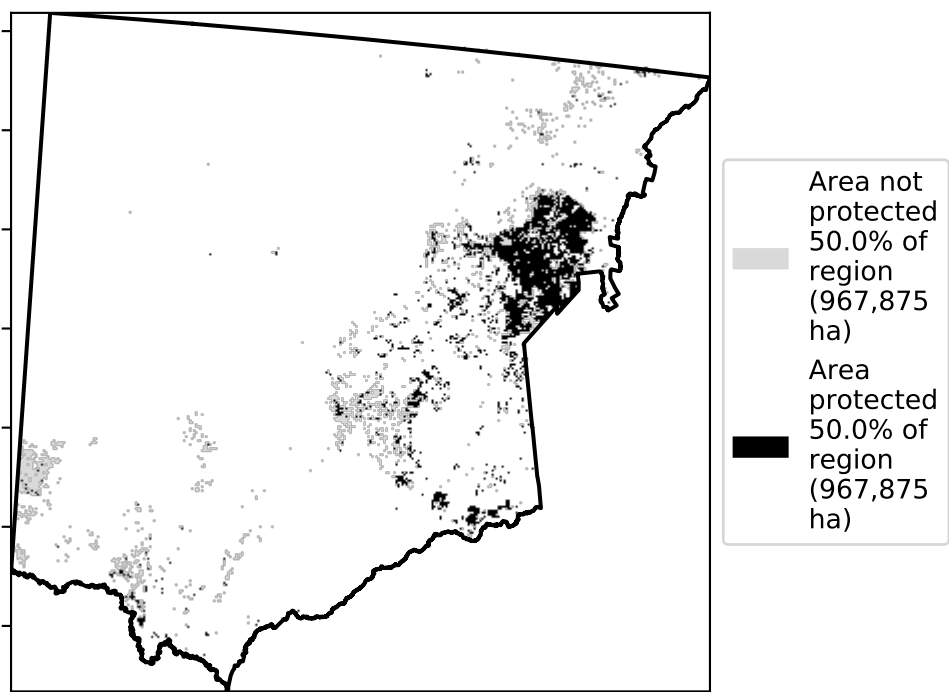 Area not
protected
50.0% of
region
(967,875
ha)
Area
protected
50.0% of
region
(967,875
ha)